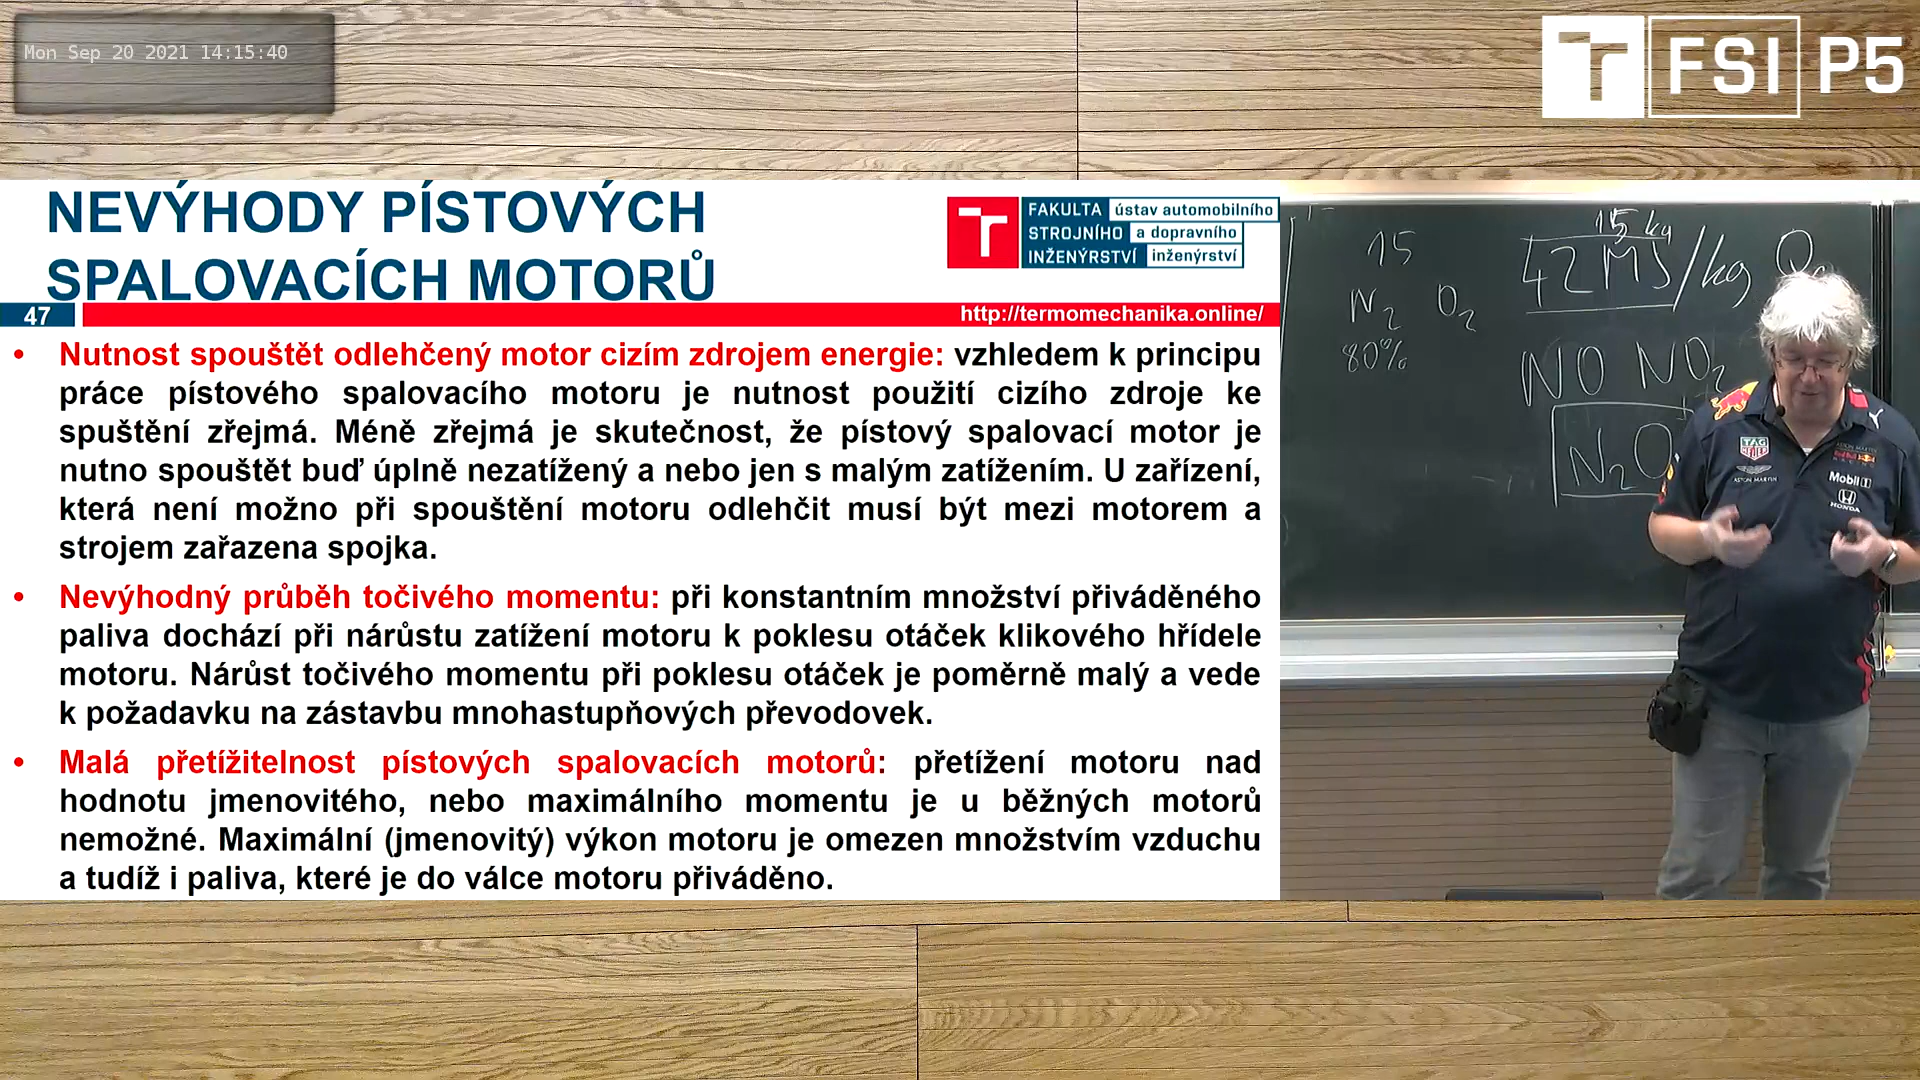 Mon Sep 20 2021 14:15:40
FSI P5
NEVÝHODY PÍSTOVÝCH
SPALOVACÍCH MOTORŮ
FAKULTA
STROJNÍHO
INŽENÝRSTVÍ
ústav automobilního
a dopravního
inženýrství
47
http://termomechanika.online/
• Nutnost spouštět odlehčený motor cizím zdrojem energie: vzhledem k principu
práce pístového spalovacího motoru je nutnost použití cizího zdroje ke
spuštění zřejmá. Méně zřejmá je skutečnost, že pístový spalovací motor je
nutno spouštět buď úplně nezatížený a nebo jen s malým zatížením. U zařízení,
která není možno při spouštění motoru odlehčit musí být mezi motorem a
strojem zařazena spojka.
• Nevýhodný průběh točivého momentu: při konstantním množství přiváděného
paliva dochází při nárůstu zatížení motoru k poklesu otáček klikového hřídele
motoru. Nárůst točivého momentu při poklesu otáček je poměrně malý a vede
k požadavku na zástavbu mnohastupňových převodovek.
• Malá přetížitelnost pístových spalovacích motorů: přetížení motoru nad
hodnotu jmenovitého, nebo maximálního momentu je u běžných motorů
nemožné. Maximální (jmenovitý) výkon motoru je omezen množstvím vzduchu
a tudíž i paliva, které je do válce motoru přiváděno.
15
N2 O2
80%
15 kg
42 MJ/kg
NO NO2
N2O
TAG
HEUER
ASTON MARTIN
Mobil 1
HONDA